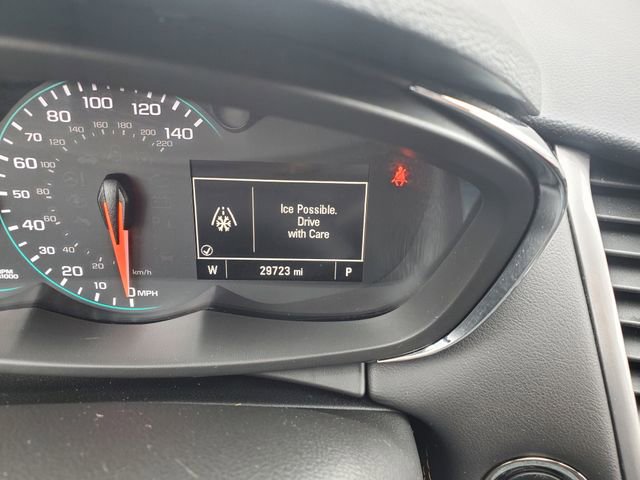 80 100 120 140
70 140 160 180 200 220
60 100
50 80
40 60
30 40
20 20 km/h
10 0 MPH
Ice Possible.
Drive
with Care
W 29723 mi P